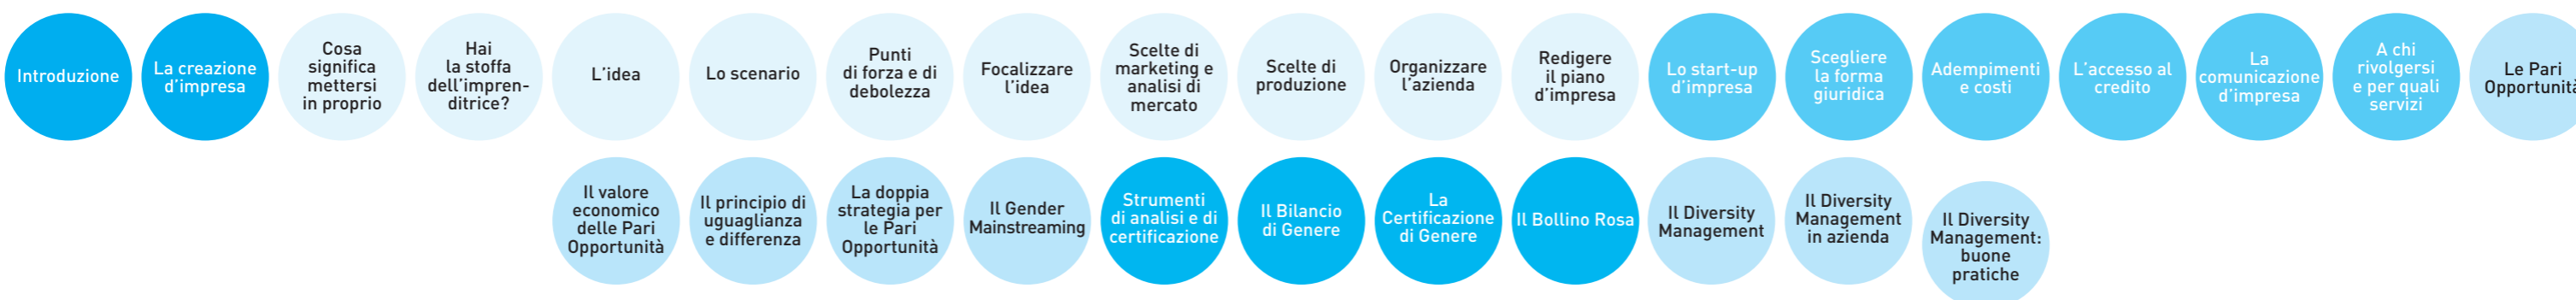 Introduzione
La creazione
d'impresa
Cosa
significa
mettersi
in proprio
Hai
la stoffa
dell'impren-
ditrice?
L'idea
Lo scenario
Punti
di forza e di
debolezza
Focalizzare
l'idea
Scelte di
marketing e
analisi di
mercato
Scelte di
produzione
Organizzare
l'azienda
Redigere
il piano
d'impresa
Lo start-up
d'impresa
Scegliere
la forma
giuridica
Adempimenti
e costi
L'accesso al
credito
La
comunicazione
d'impresa
A chi
rivolgersi
e per quali
servizi
Le Pari
Opportunità
Il valore
economico
delle Pari
Opportunità
Il principio di
uguaglianza
e differenza
La doppia
strategia per
le Pari
Opportunità
Il Gender
Mainstreaming
Strumenti
di analisi e di
certificazione
Il Bilancio
di Genere
La
Certificazione
di Genere
Il Bollino Rosa
Il Diversity
Management
Il Diversity
Management
in azienda
Il Diversity
Management:
buone
pratiche